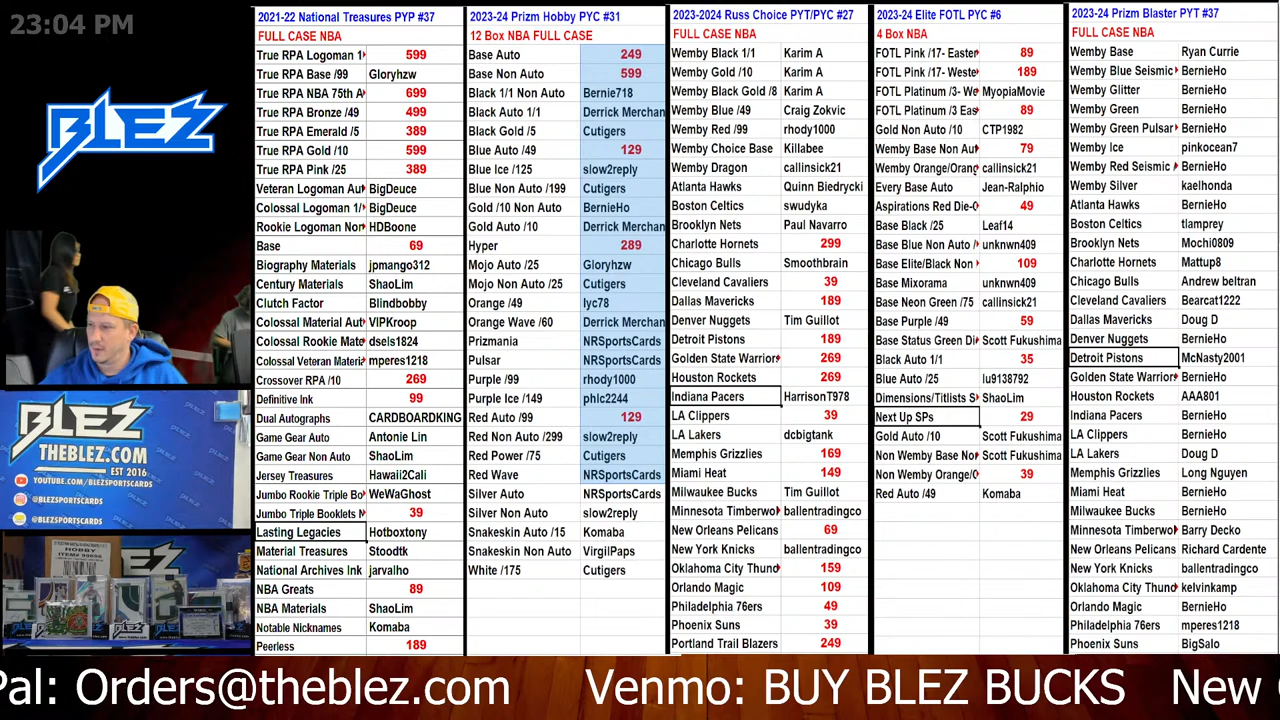 23:04 PM
BLEZ
BLEZ
THEBLEZ.COM
EST 2016
YOUTUBE.COM/BLEZSPORTSCARDS
@BLEZSPORTSCARDS
@BLEZSPORTSCARDS
HOBBY
BLEZ
2021-22 National Treasures PYP #37
FULL CASE NBA
True RPA Logoman 1 599
True RPA Base /99 Gloryhzw
True RPA NBA 75th A 699
True RPA Bronze /49 499
True RPA Emerald /5 389
True RPA Gold /10 599
True RPA Pink /25 389
Veteran Logoman Au BigDeuce
Colossal Logoman 1/ BigDeuce
Rookie Logoman Non HDBoone
Base 69
Biography Materials jpmango312
Century Materials ShaoLim
Clutch Factor Blindbobby
Colossal Material Aut VIPKroop
Colossal Rookie Mate dsels1824
Colossal Veteran Materi mperes1218
Crossover RPA /10 269
Definitive Ink 99
Dual Autographs CARDBOARDKING
Game Gear Auto Antonie Lin
Game Gear Non Auto ShaoLim
Jersey Treasures Hawaii2Cali
Jumbo Rookie Triple Bo WeWaGhost
Jumbo Triple Booklets 39
Lasting Legacies Hotboxtony
Material Treasures Stoodtk
National Archives Ink jarvalho
NBA Greats 89
NBA Materials ShaoLim
Notable Nicknames Komaba
Peerless 189
2023-24 Prizm Hobby PYC #31
12 Box NBA FULL CASE
Base Auto 249
Base Non Auto 599
Black 1/1 Non Auto Bernie718
Black Auto 1/1 Derrick Merchan
Black Gold /5 Cutigers
Blue Auto /49 129
Blue Ice /125 slow2reply
Blue Non Auto /199 Cutigers
Gold /10 Non Auto BernieHo
Gold Auto /10 Derrick Merchan
Hyper 289
Mojo Auto /25 Gloryhzw
Mojo Non Auto /25 Cutigers
Orange /49 lyc78
Orange Wave /60 Derrick Merchan
Prizmania NRSportsCards
Pulsar NRSportsCards
Purple /99 rhody1000
Purple Ice /149 phlc2244
Red Auto /99 129
Red Non Auto /299 slow2reply
Red Power /75 Cutigers
Red Wave NRSportsCards
Silver Auto NRSportsCards
Silver Non Auto slow2reply
Snakeskin Auto /15 Komaba
Snakeskin Non Auto VirgilPaps
White /175 Cutigers
2023-2024 Russ Choice PYT/PYC #27
FULL CASE NBA
Wemby Black 1/1 Karim A
Wemby Gold /10 Karim A
Wemby Black Gold /8 Karim A
Wemby Blue /49 Craig Zokvic
Wemby Red /99 rhody1000
Wemby Choice Base Killabee
Wemby Dragon callinsick21
Atlanta Hawks Quinn Biedrycki
Boston Celtics swudyka
Brooklyn Nets Paul Navarro
Charlotte Hornets 299
Chicago Bulls Smoothbrain
Cleveland Cavaliers 39
Dallas Mavericks 189
Denver Nuggets Tim Guillot
Detroit Pistons 189
Golden State Warrior 269
Houston Rockets 269
Indiana Pacers HarrisonT978
LA Clippers 39
LA Lakers dcbigtank
Memphis Grizzlies 169
Miami Heat 149
Milwaukee Bucks Tim Guillot
Minnesota Timberwo ballentradingco
New Orleans Pelicans 69
New York Knicks ballentradingco
Oklahoma City Thun 159
Orlando Magic 109
Philadelphia 76ers 49
Phoenix Suns 39
Portland Trail Blazers 249
2023-24 Elite FOTL PYC #6
4 Box NBA
FOTL Pink /17- Easter 89
FOTL Pink /17- Weste 189
FOTL Platinum /3- We MyopiaMovie
FOTL Platinum /3 Eas 89
Gold Non Auto /10 CTP1982
Wemby Base Non Aut 79
Wemby Orange/Orang callinsick21
Every Base Auto Jean-Ralphio
Aspirations Red Die-C 49
Base Black /25 Leaf14
Base Blue Non Auto / unknwn409
Base Elite/Black Non 109
Base Mixorama unknwn409
Base Neon Green /75 callinsick21
Base Purple /49 59
Base Status Green Di Scott Fukushima
Black Auto 1/1 35
Blue Auto /25 lu9138792
Dimensions/Titlists S ShaoLim
Next Up SPs 29
Gold Auto /10 Scott Fukushima
Non Wemby Base No Scott Fukushima
Non Wemby Orange/O 39
Red Auto /49 Komaba
2023-24 Prizm Blaster PYT #37
FULL CASE NBA
Wemby Base Ryan Currie
Wemby Blue Seismic BernieHo
Wemby Glitter BernieHo
Wemby Green BernieHo
Wemby Green Pulsar BernieHo
Wemby Ice pinkocean7
Wemby Red Seismic BernieHo
Wemby Silver kaelhonda
Atlanta Hawks BernieHo
Boston Celtics tlamprey
Brooklyn Nets Mochi0809
Charlotte Hornets Mattup8
Chicago Bulls Andrew beltran
Cleveland Cavaliers Bearcat1222
Dallas Mavericks Doug D
Denver Nuggets BernieHo
Detroit Pistons McNasty2001
Golden State Warrior BernieHo
Houston Rockets AAA801
Indiana Pacers BernieHo
LA Clippers BernieHo
LA Lakers Doug D
Memphis Grizzlies Long Nguyen
Miami Heat BernieHo
Milwaukee Bucks BernieHo
Minnesota Timberwo Barry Decko
New Orleans Pelicans Richard Cardente
New York Knicks ballentradingco
Oklahoma City Thun kelvinkamp
Orlando Magic BernieHo
Philadelphia 76ers mperes1218
Phoenix Suns BigSalo
Pal: Orders@theblez.com Venmo: BUY BLEZ BUCKS New